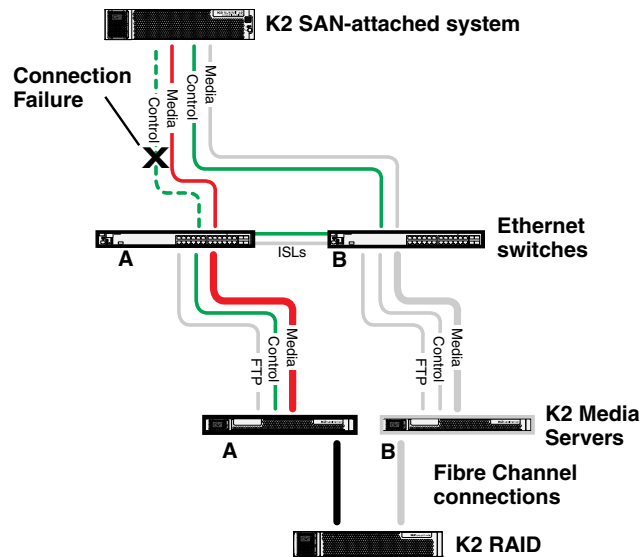 K2 SAN-attached system
Connection
Failure
Control
Media
Control
Media
Ethernet
switches
A
ISLs
B
FTP
Control
Media
FTP
Control
Media
K2 Media
Servers
A
B
Fibre Channel
connections
K2 RAID